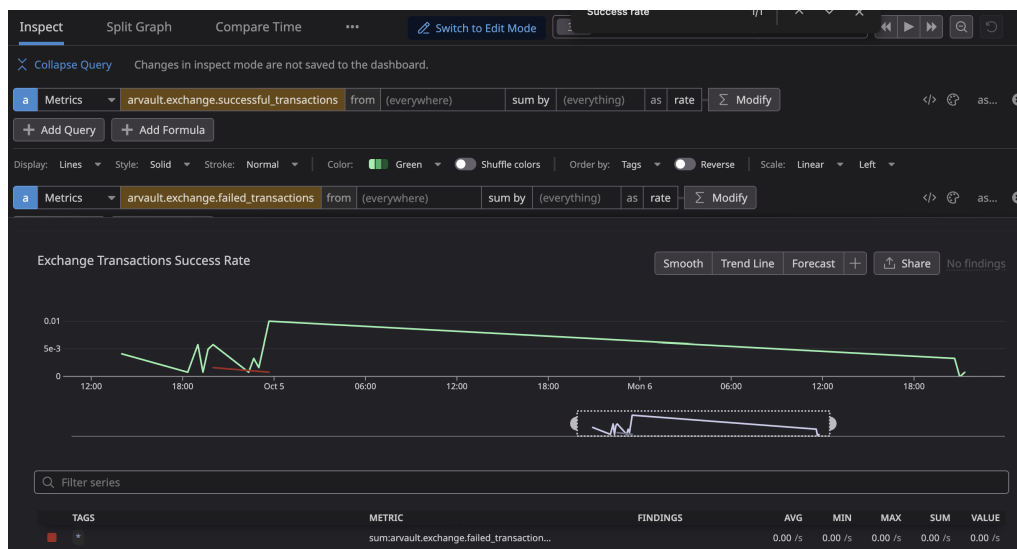 Success rate 1/1
Inspect Split Graph Compare Time ••• Switch to Edit Mode
Collapse Query Changes in inspect mode are not saved to the dashboard.
a Metrics arvault.exchange.successful_transactions from (everywhere) sum by (everything) as rate Σ Modify </> as...
+ Add Query + Add Formula
Display: Lines Style: Solid Stroke: Normal Color: Green Shuffle colors Order by: Tags Reverse Scale: Linear Left
a Metrics arvault.exchange.failed_transactions from (everywhere) sum by (everything) as rate Σ Modify </> as...
Exchange Transactions Success Rate
Smooth Trend Line Forecast + Share No findings
0.01
5e-3
0
12:00 18:00 Oct 5 06:00 12:00 18:00 Mon 6 06:00 12:00 18:00
Filter series
TAGS METRIC FINDINGS AVG MIN MAX SUM VALUE
* sum:arvault.exchange.failed_transaction... 0.00 /s 0.00 /s 0.00 /s 0.00 /s 0.00 /s